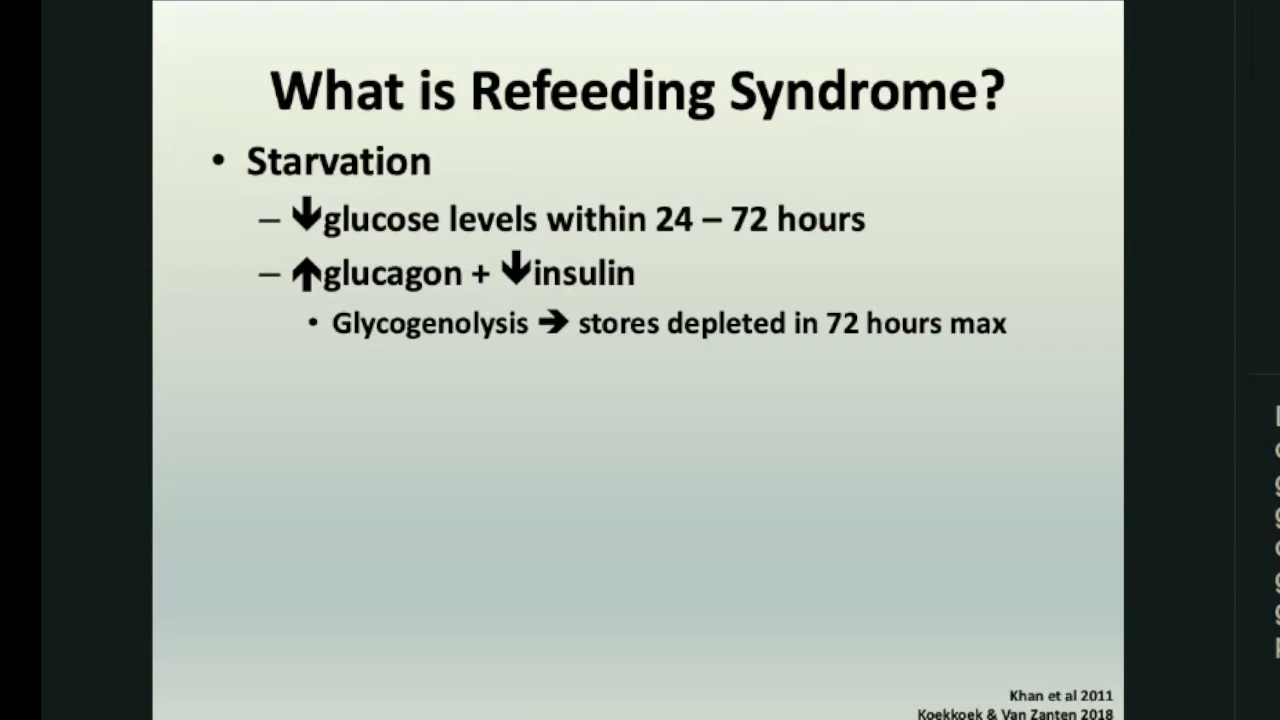 What is Refeeding Syndrome?
• Starvation
– ↓glucose levels within 24 – 72 hours
– ↑glucagon + ↓insulin
• Glycogenolysis → stores depleted in 72 hours max
Khan et al 2011
Koekkoek & Van Zanten 2018